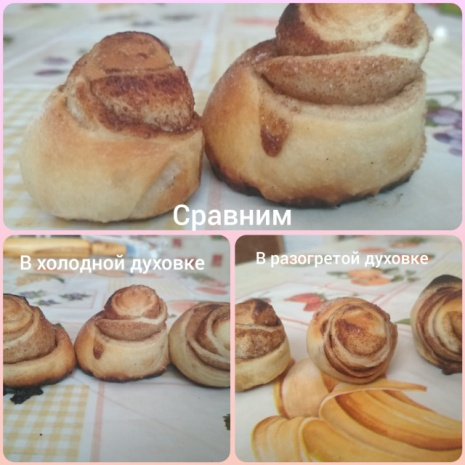 Сравним
В холодной духовке
В разогретой духовке